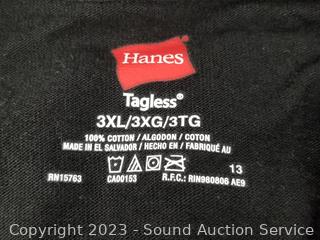 Hanes
Tagless®
3XL/3XG/3TG
100% COTTON / ALGODON / COTON
MADE IN EL SALVADOR / HECHO EN / FABRIQUÉ AU
13
RN15763 CA00153 R.F.C.: RIN980806 AE9
Copyright 2023 - Sound Auction Service